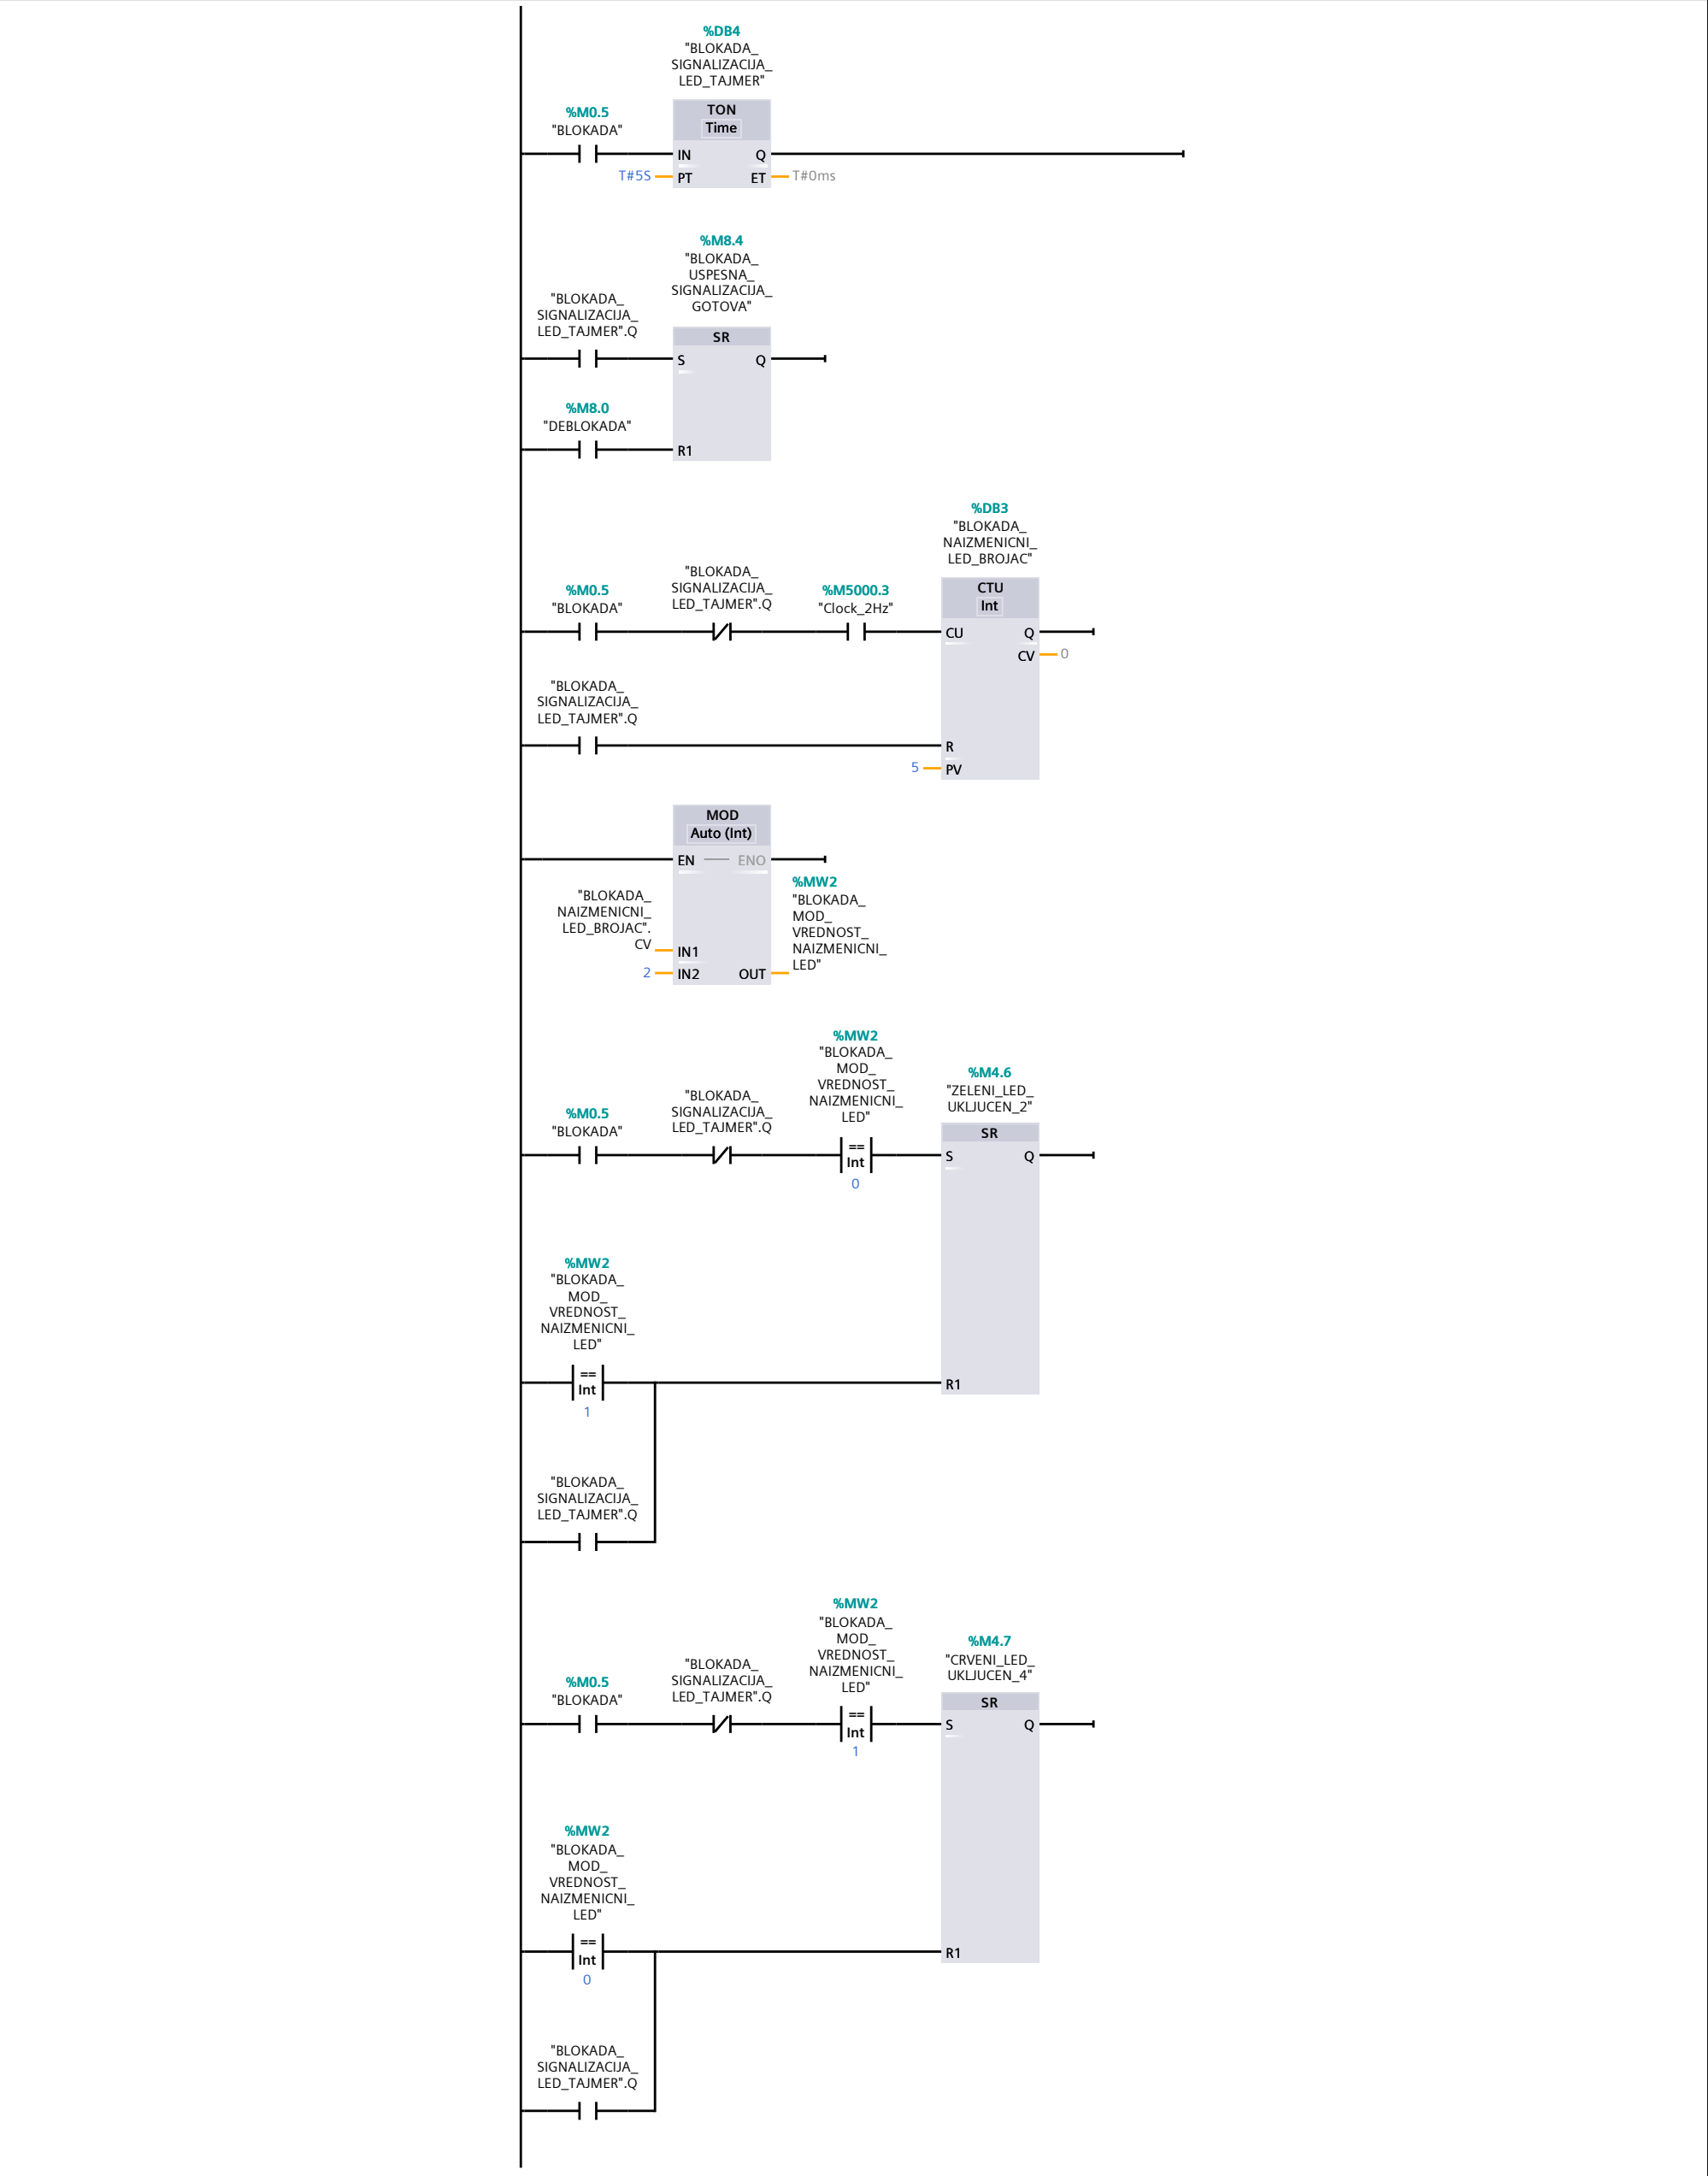 %DB4
"BLOKADA_
SIGNALIZACIJA_
LED_TAJMER"
%M0.5
"BLOKADA"
TON
Time
IN Q
T#5S PT ET T#0ms
%M8.4
"BLOKADA_
USPESNA_
SIGNALIZACIJA_
GOTOVA"
"BLOKADA_
SIGNALIZACIJA_
LED_TAJMER".Q
SR
S Q
%M8.0
"DEBLOKADA"
R1
%DB3
"BLOKADA_
NAIZMENICNI_
LED_BROJAC"
%M0.5
"BLOKADA"
"BLOKADA_
SIGNALIZACIJA_
LED_TAJMER".Q
%M5000.3
"Clock_2Hz"
CTU
Int
CU Q
CV 0
"BLOKADA_
SIGNALIZACIJA_
LED_TAJMER".Q
R
5 PV
MOD
Auto (Int)
EN ENO
"BLOKADA_
NAIZMENICNI_
LED_BROJAC".
CV
IN1
2 IN2 OUT
%MW2
"BLOKADA_
MOD_
VREDNOST_
NAIZMENICNI_
LED"
%M0.5
"BLOKADA"
"BLOKADA_
SIGNALIZACIJA_
LED_TAJMER".Q
%MW2
"BLOKADA_
MOD_
VREDNOST_
NAIZMENICNI_
LED"
==
Int
0
%M4.6
"ZELENI_LED_
UKLJUCEN_2"
SR
S Q
%MW2
"BLOKADA_
MOD_
VREDNOST_
NAIZMENICNI_
LED"
==
Int
1
R1
"BLOKADA_
SIGNALIZACIJA_
LED_TAJMER".Q
%M0.5
"BLOKADA"
"BLOKADA_
SIGNALIZACIJA_
LED_TAJMER".Q
%MW2
"BLOKADA_
MOD_
VREDNOST_
NAIZMENICNI_
LED"
==
Int
1
%M4.7
"CRVENI_LED_
UKLJUCEN_4"
SR
S Q
%MW2
"BLOKADA_
MOD_
VREDNOST_
NAIZMENICNI_
LED"
==
Int
0
R1
"BLOKADA_
SIGNALIZACIJA_
LED_TAJMER".Q